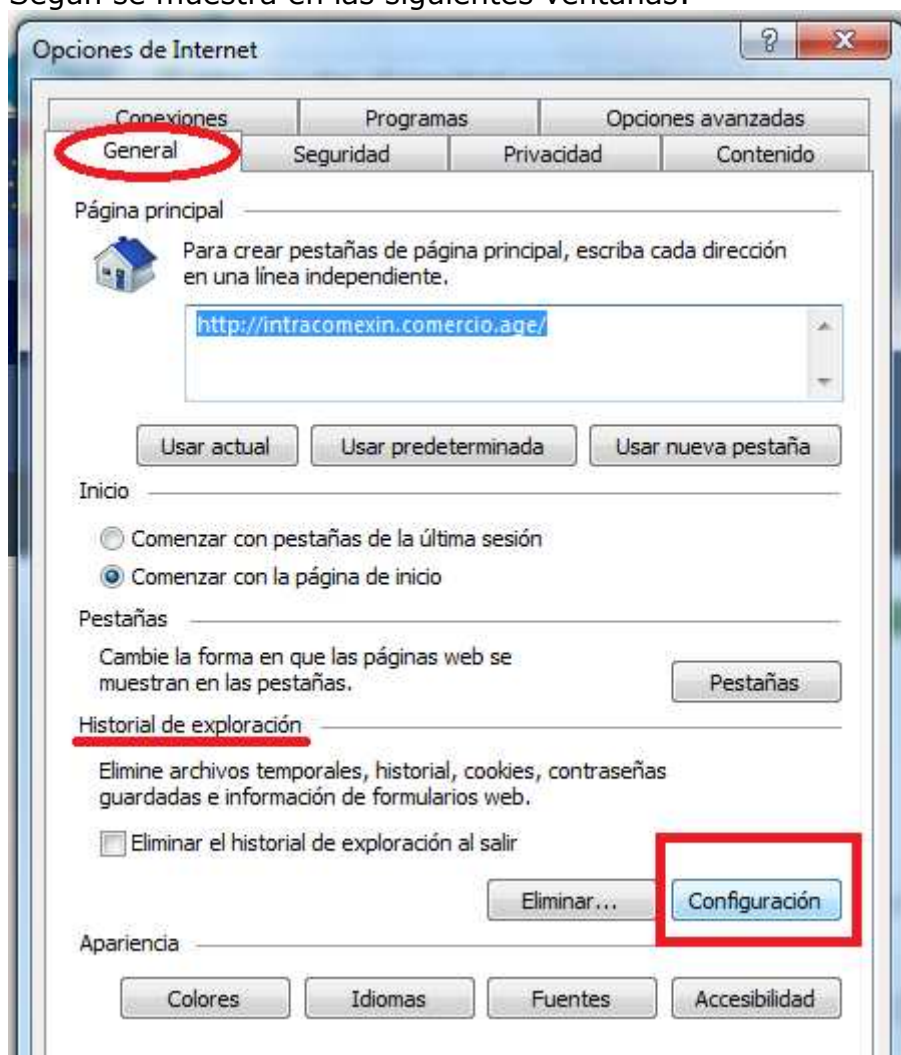 Según se muestra en las siguientes ventanas:
Opciones de Internet
Conexiones Programas Opciones avanzadas
General Seguridad Privacidad Contenido
Página principal
Para crear pestañas de página principal, escriba cada dirección
en una línea independiente.
http://intracomexin.comercio.age/
Usar actual Usar predeterminada Usar nueva pestaña
Inicio
Comenzar con pestañas de la última sesión
Comenzar con la página de inicio
Pestañas
Cambie la forma en que las páginas web se
muestran en las pestañas.
Pestañas
Historial de exploración
Elimine archivos temporales, historial, cookies, contraseñas
guardadas e información de formularios web.
Eliminar el historial de exploración al salir
Eliminar... Configuración
Apariencia
Colores Idiomas Fuentes Accesibilidad